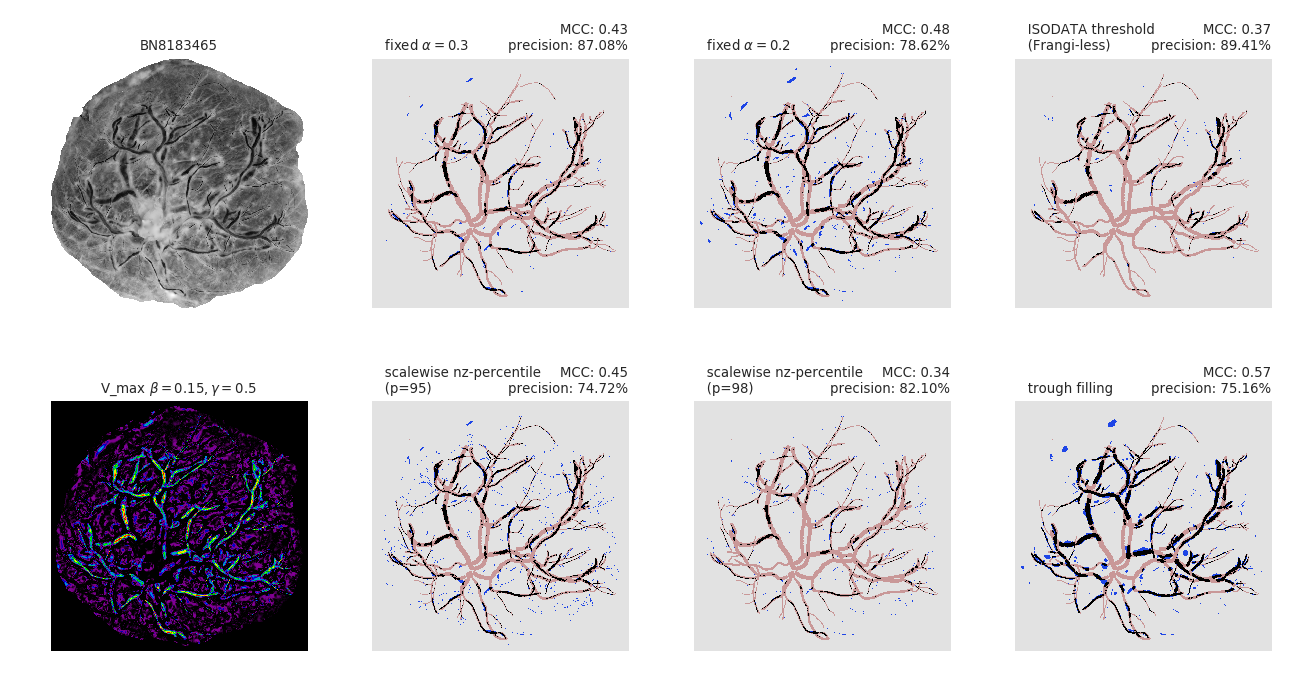 BN8183465
MCC: 0.43
fixed α = 0.3 precision: 87.08%
MCC: 0.48
fixed α = 0.2 precision: 78.62%
ISODATA threshold MCC: 0.37
(Frangi-less) precision: 89.41%
V_max β = 0.15, γ = 0.5
scalewise nz-percentile MCC: 0.45
(p=95) precision: 74.72%
scalewise nz-percentile MCC: 0.34
(p=98) precision: 82.10%
MCC: 0.57
trough filling precision: 75.16%